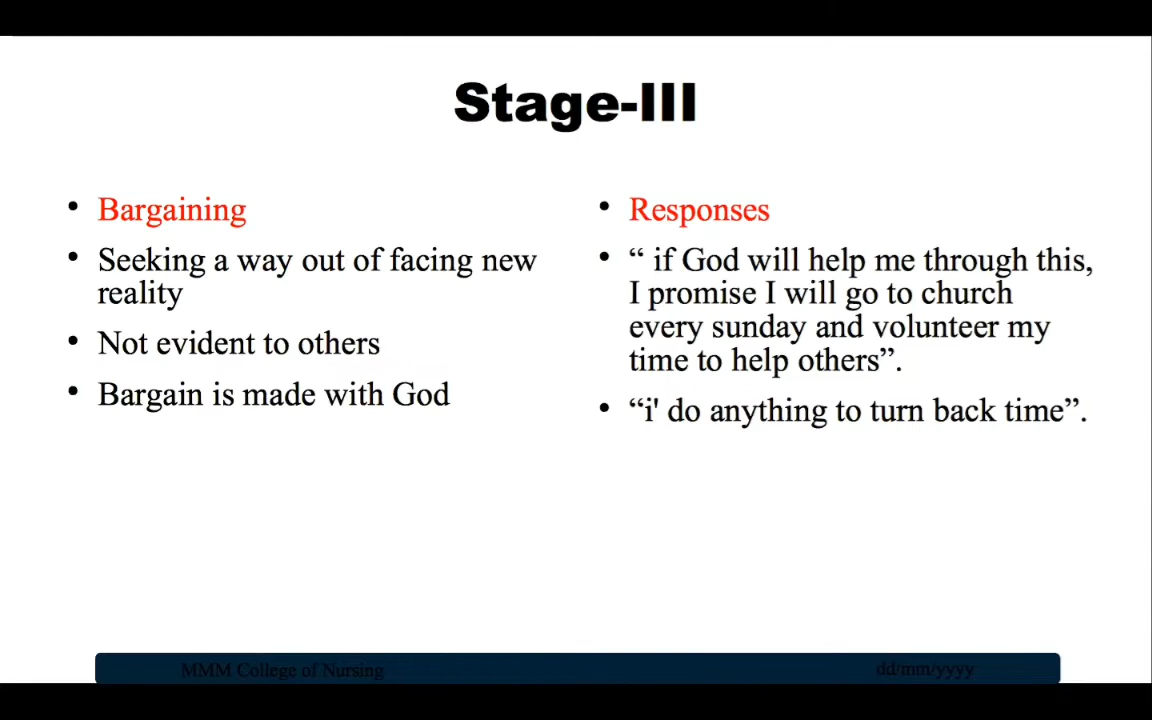 Stage-III
• Bargaining
• Seeking a way out of facing new
reality
• Not evident to others
• Bargain is made with God
• Responses
• “ if God will help me through this,
I promise I will go to church
every sunday and volunteer my
time to help others”.
• “i' do anything to turn back time”.
MMM College of Nursing
dd/mm/yyyy